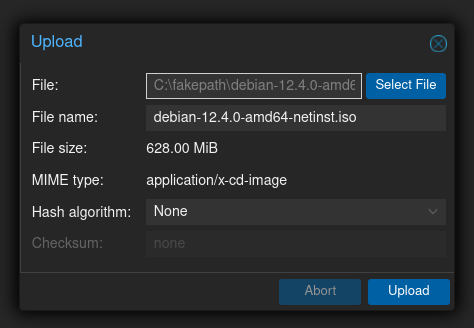 Upload
File: C:\fakepath\debian-12.4.0-amd6 Select File
File name: debian-12.4.0-amd64-netinst.iso
File size: 628.00 MiB
MIME type: application/x-cd-image
Hash algorithm: None
Checksum: none
Abort Upload